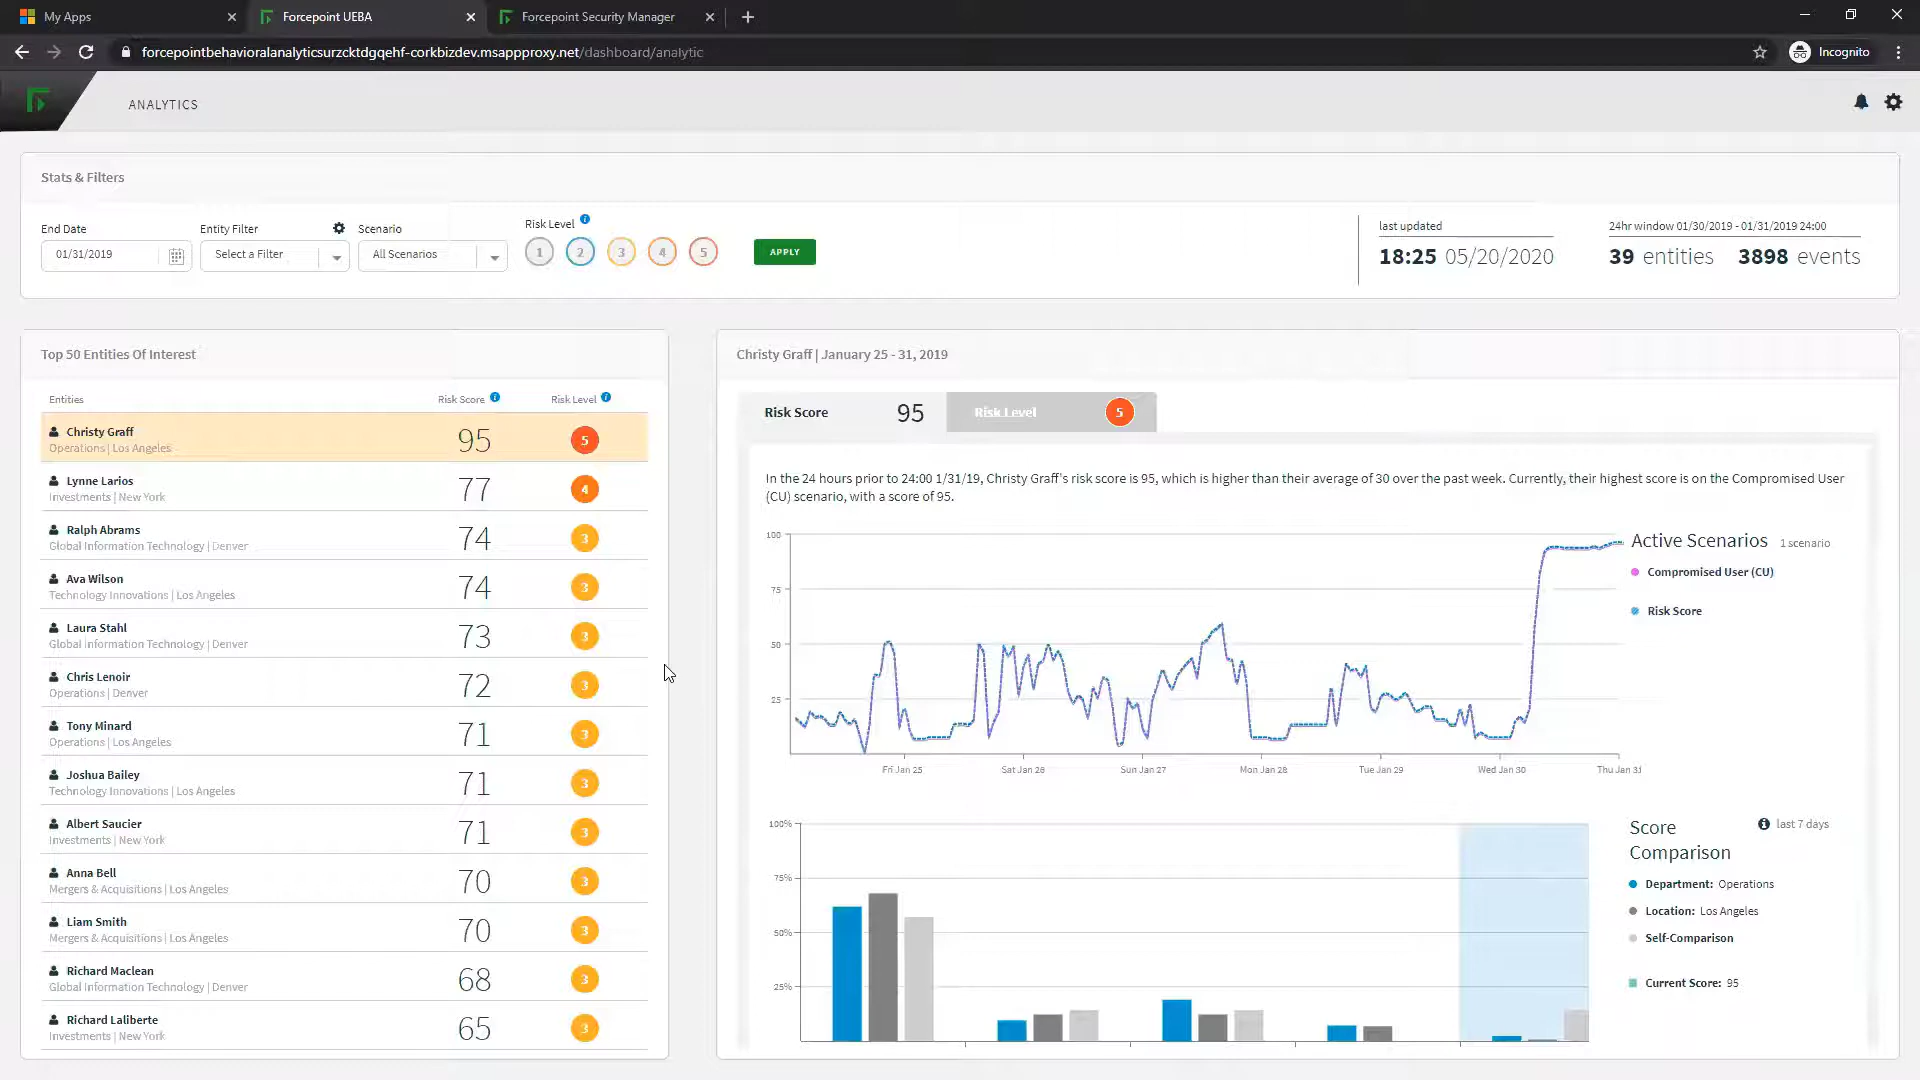 My Apps
Forcepoint UEBA
Forcepoint Security Manager
forcepointbehavioralanalyticsurzcktdgqehf-corkbizdev.msappproxy.net/dashboard/analytic
Incognito
ANALYTICS
Stats & Filters
End Date
Entity Filter
Scenario
Risk Level
01/31/2019
Select a Filter
All Scenarios
1 2 3 4 5
APPLY
last updated
18:25 05/20/2020
24hr window 01/30/2019 - 01/31/2019 24:00
39 entities 3898 events
Top 50 Entities Of Interest
Entities Risk Score Risk Level
Christy Graff
Operations | Los Angeles
95 5
Lynne Larios
Investments | New York
77 4
Ralph Abrams
Global Information Technology | Denver
74 3
Ava Wilson
Technology Innovations | Los Angeles
74 3
Laura Stahl
Global Information Technology | Denver
73 3
Chris Lenoir
Operations | Denver
72 3
Tony Minard
Operations | Los Angeles
71 3
Joshua Bailey
Technology Innovations | Los Angeles
71 3
Albert Saucier
Investments | New York
71 3
Anna Bell
Mergers & Acquisitions | Los Angeles
70 3
Liam Smith
Mergers & Acquisitions | Los Angeles
70 3
Richard Maclean
Global Information Technology | Denver
68 3
Richard Laliberte
Investments | New York
65 3
Christy Graff | January 25 - 31, 2019
Risk Score 95
Risk Level 5
In the 24 hours prior to 24:00 1/31/19, Christy Graff's risk score is 95, which is higher than their average of 30 over the past week. Currently, their highest score is on the Compromised User
(CU) scenario, with a score of 95.
100
75
50
25
Fri Jan 25
Sat Jan 26
Sun Jan 27
Mon Jan 28
Tue Jan 29
Wed Jan 30
Thu Jan 31
Active Scenarios 1 scenario
Compromised User (CU)
Risk Score
100%
75%
50%
25%
Score
Comparison
last 7 days
Department: Operations
Location: Los Angeles
Self-Comparison
Current Score: 95